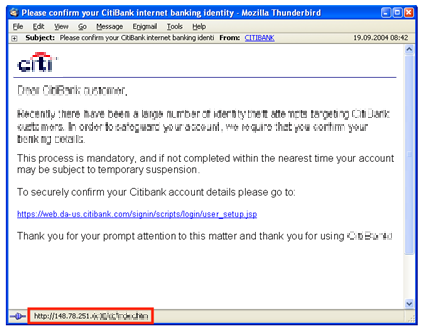 Please confirm your CitiBank internet banking identity - Mozilla Thunderbird
File Edit View Go Message Enigmail Tools Help
Subject: Please confirm your CitiBank internet banking identi From: CITIBANK 19.09.2004 08:42
citi
Dear CitiBank customer,
Recently there have been a large number of identity theft attempts targeting CitiBank
customers. In order to safeguard your account, we require that you confirm your
banking details.
This process is mandatory, and if not completed within the nearest time your account
may be subject to temporary suspension.
To securely confirm your Citibank account details please go to:
https://web.da-us.citibank.com/signin/scripts/login/user_setup.jsp
Thank you for your prompt attention to this matter and thank you for using CitiBank!